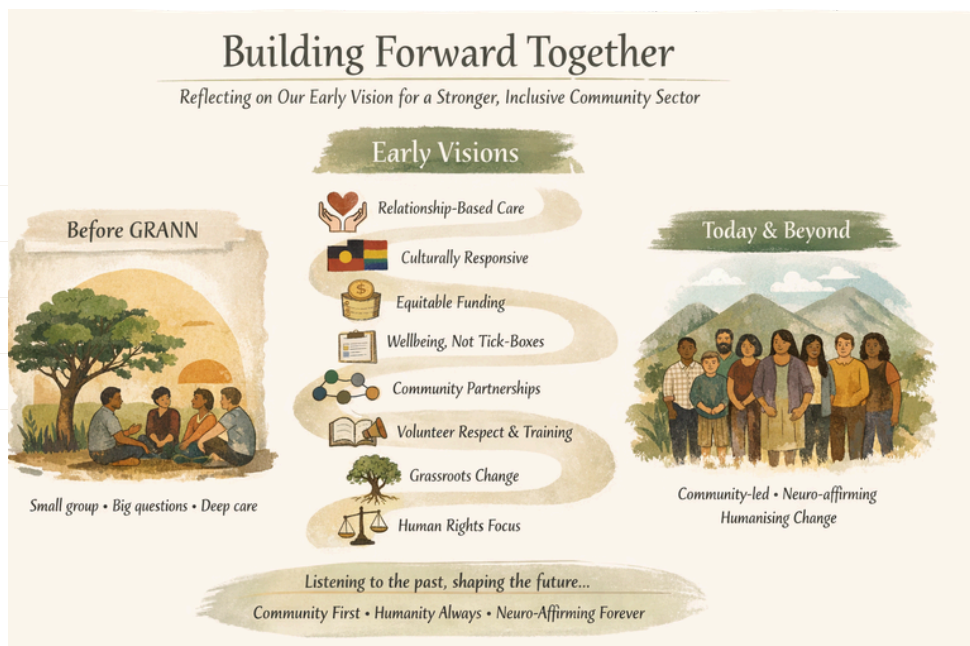 Building Forward Together
Reflecting on Our Early Vision for a Stronger, Inclusive Community Sector
Early Visions
Before GRANN
Small group • Big questions • Deep care
Relationship-Based Care
Culturally Responsive
Equitable Funding
$
Wellbeing, Not Tick-Boxes
Community Partnerships
Volunteer Respect & Training
Grassroots Change
Human Rights Focus
Today & Beyond
Community-led • Neuro-affirming
Humanising Change
Listening to the past, shaping the future...
Community First • Humanity Always • Neuro-Affirming Forever